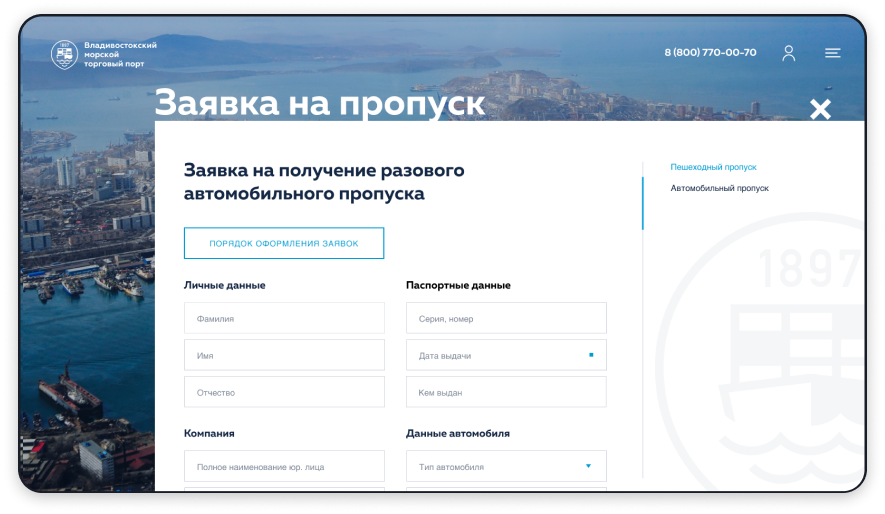 1897
Владивостокский
морской
торговый порт
8 (800) 770-00-70
Заявка на пропуск
Заявка на получение разового
автомобильного пропуска
ПОРЯДОК ОФОРМЛЕНИЯ ЗАЯВОК
Личные данные
Фамилия
Имя
Отчество
Паспортные данные
Серия, номер
Дата выдачи
Кем выдан
Компания
Полное наименование юр. лица
Данные автомобиля
Тип автомобиля
Пешеходный пропуск
Автомобильный пропуск
1897